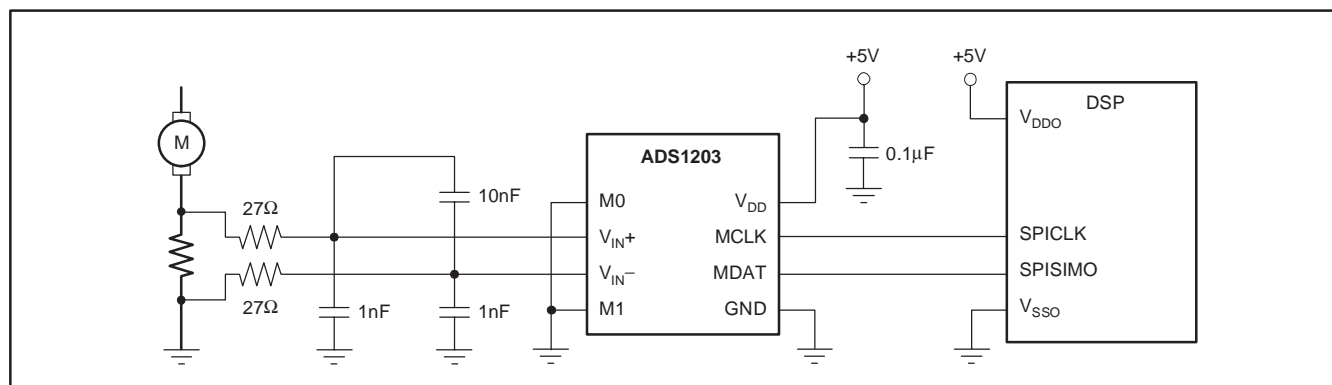 +5V
+5V
DSP
V_DDO
M
ADS1203
0.1μF
10nF
M0
V_DD
27Ω
V_IN+
MCLK
SPICLK
V_IN−
MDAT
SPISIMO
27Ω
1nF
1nF
M1
GND
V_SSO